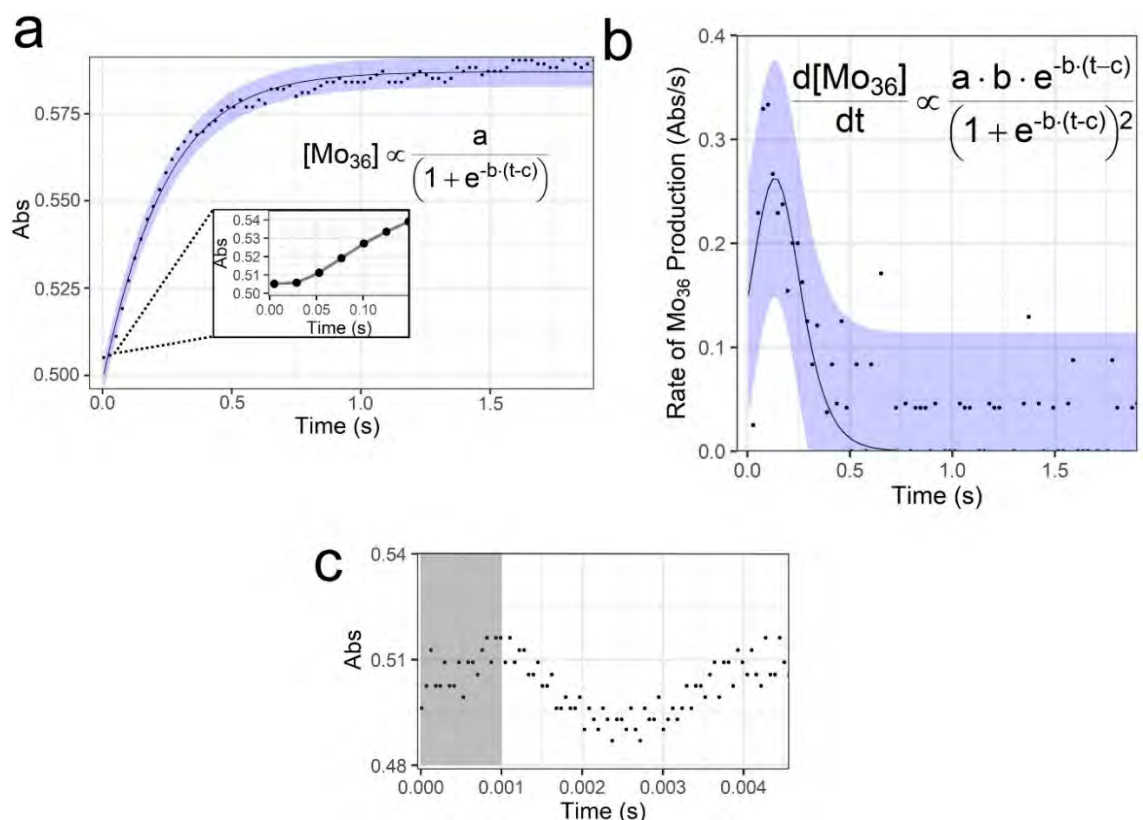 a
Abs
0.575
0.550
0.525
0.500
[Mo₃₆] ∝ a / (1 + e^-b·(t-c))
Abs
0.54
0.53
0.52
0.51
0.50
0.00 0.05 0.10
Time (s)
0.0 0.5 1.0 1.5
Time (s)
b
Rate of Mo₃₆ Production (Abs/s)
0.4
0.3
0.2
0.1
0.0
d[Mo₃₆] / dt ∝ a · b · e^-b·(t-c) / (1 + e^-b·(t-c))²
0.0 0.5 1.0 1.5
Time (s)
c
Abs
0.54
0.51
0.48
0.000 0.001 0.002 0.003 0.004
Time (s)